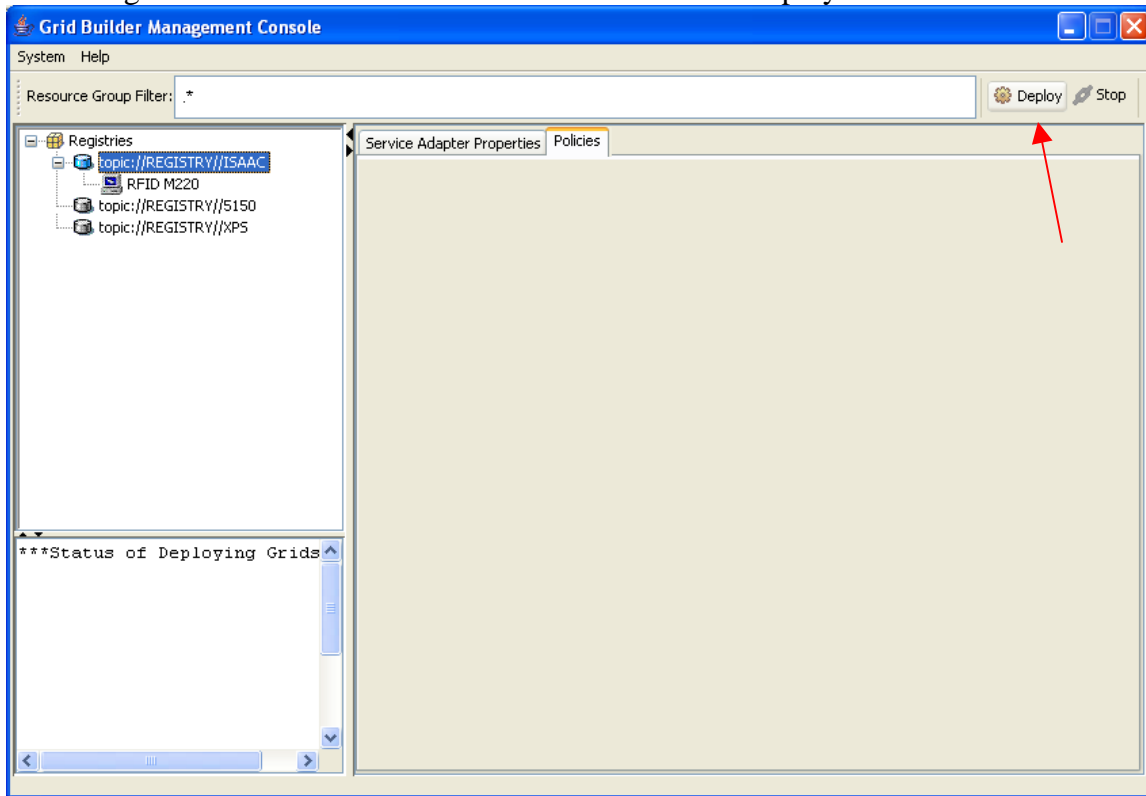 Grid Builder Management Console
System Help
Resource Group Filter: .* Deploy Stop
Registries
topic://REGISTRY//ISAAC
RFID M220
topic://REGISTRY//5150
topic://REGISTRY//XPS
Service Adapter Properties Policies
***Status of Deploying Grids